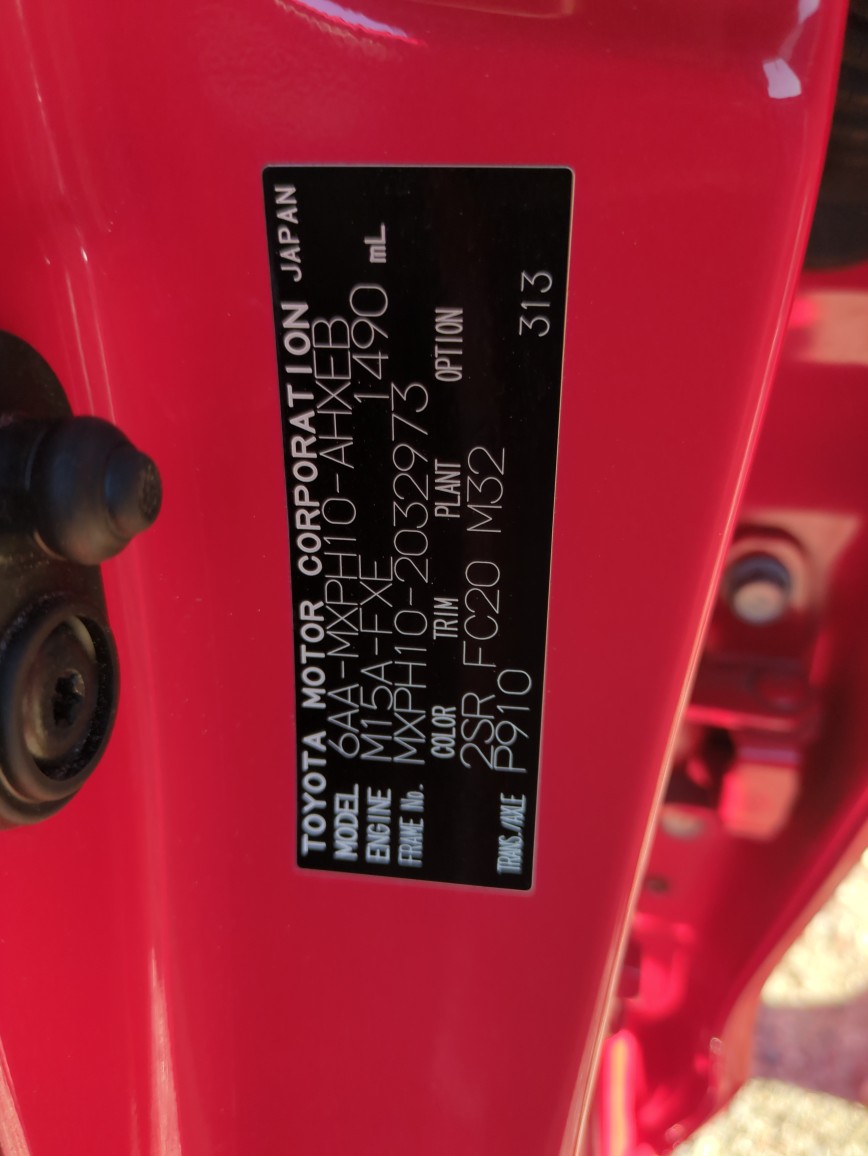 TOYOTA MOTOR CORPORATION JAPAN
MODEL 6AA-MXPH10-AHXEB
ENGINE M15A-FXE 1490 mL
FRAME No. MXPH10-2032973
COLOR TRIM PLANT OPTION
2SR FC20 M32
TRANS./AXLE P910 313